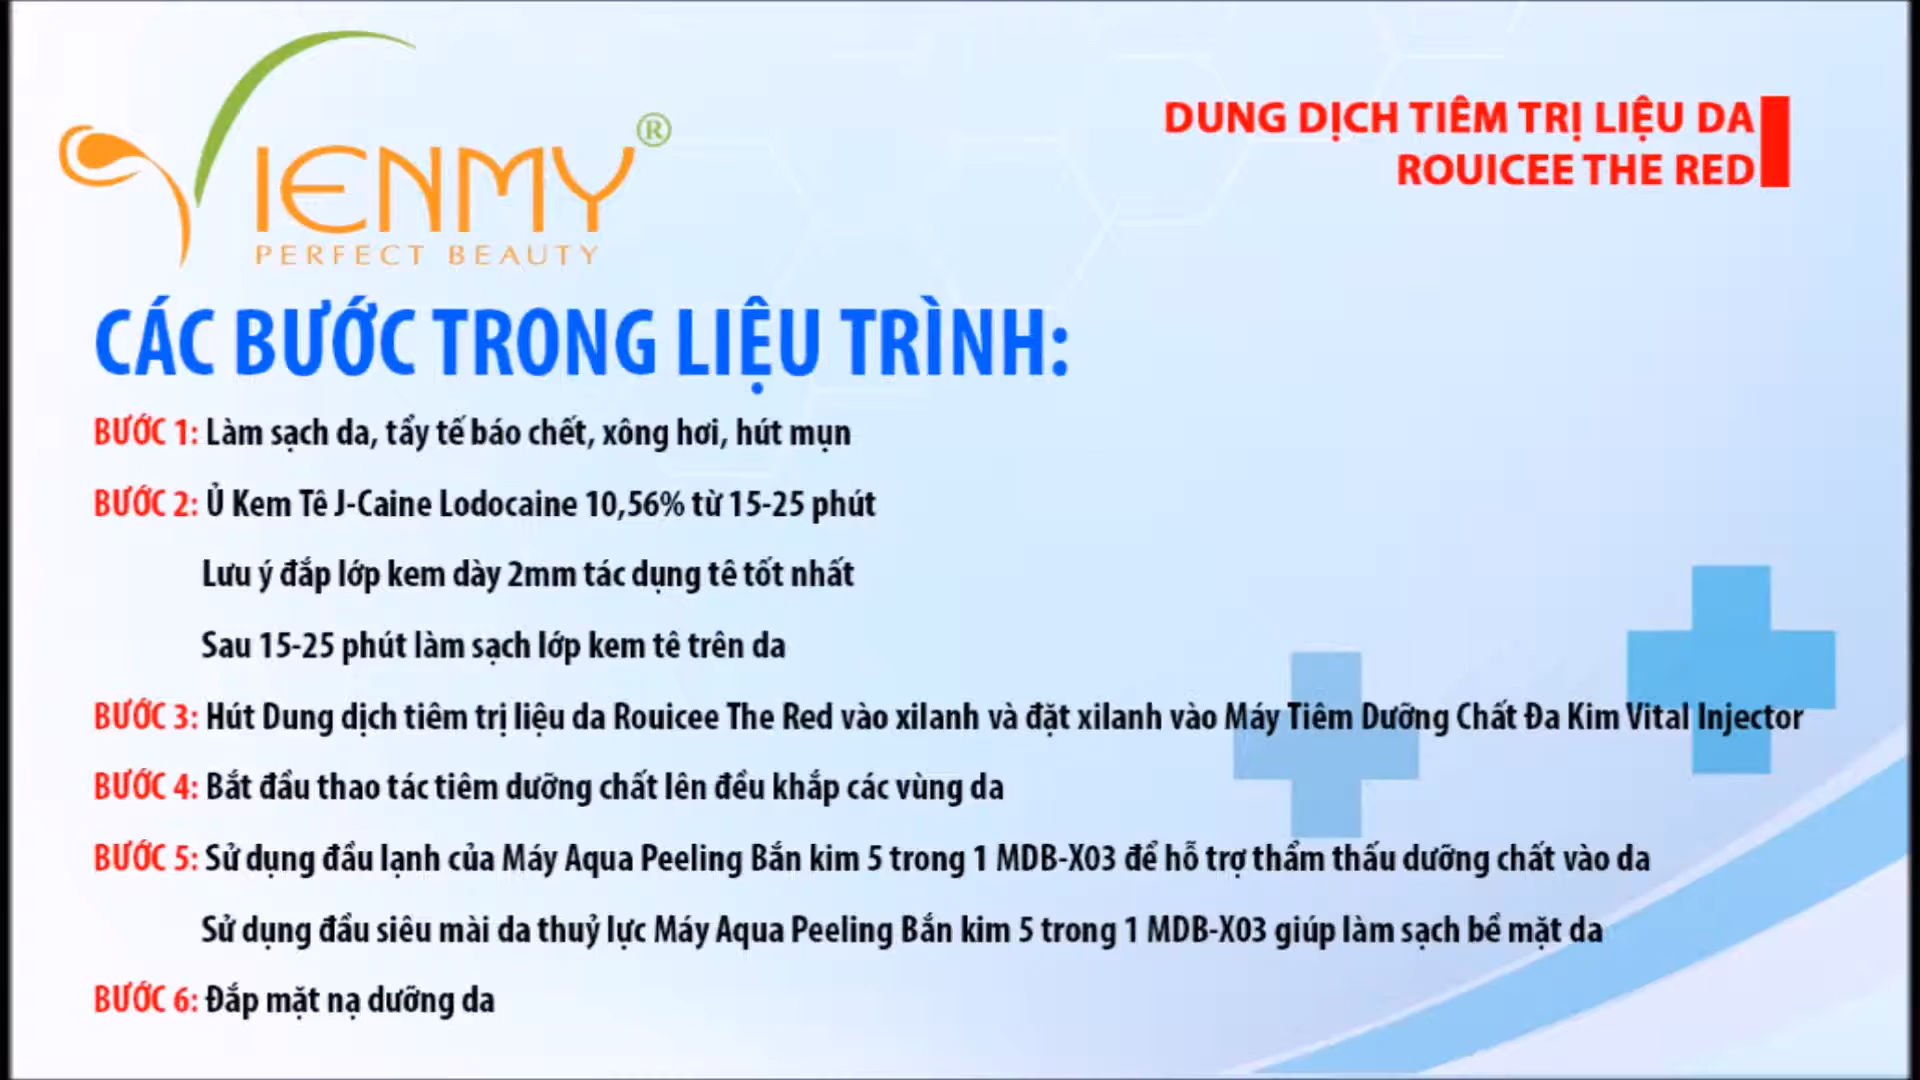 VIENMY®
PERFECT BEAUTY
DUNG DỊCH TIÊM TRỊ LIỆU DA
ROUICEE THE RED
CÁC BƯỚC TRONG LIỆU TRÌNH:
BƯỚC 1: Làm sạch da, tẩy tế báo chết, xông hơi, hút mụn
BƯỚC 2: Ủ Kem Tê J-Caine Lodocaine 10,56% từ 15-25 phút
Lưu ý đắp lớp kem dày 2mm tác dụng tê tốt nhất
Sau 15-25 phút làm sạch lớp kem tê trên da
BƯỚC 3: Hút Dung dịch tiêm trị liệu da Rouicee The Red vào xilanh và đặt xilanh vào Máy Tiêm Dưỡng Chất Đa Kim Vital Injector
BƯỚC 4: Bắt đầu thao tác tiêm dưỡng chất lên đều khắp các vùng da
BƯỚC 5: Sử dụng đầu lạnh của Máy Aqua Peeling Bắn kim 5 trong 1 MDB-X03 để hỗ trợ thẩm thấu dưỡng chất vào da
Sử dụng đầu siêu mài da thuỷ lực Máy Aqua Peeling Bắn kim 5 trong 1 MDB-X03 giúp làm sạch bề mặt da
BƯỚC 6: Đắp mặt nạ dưỡng da